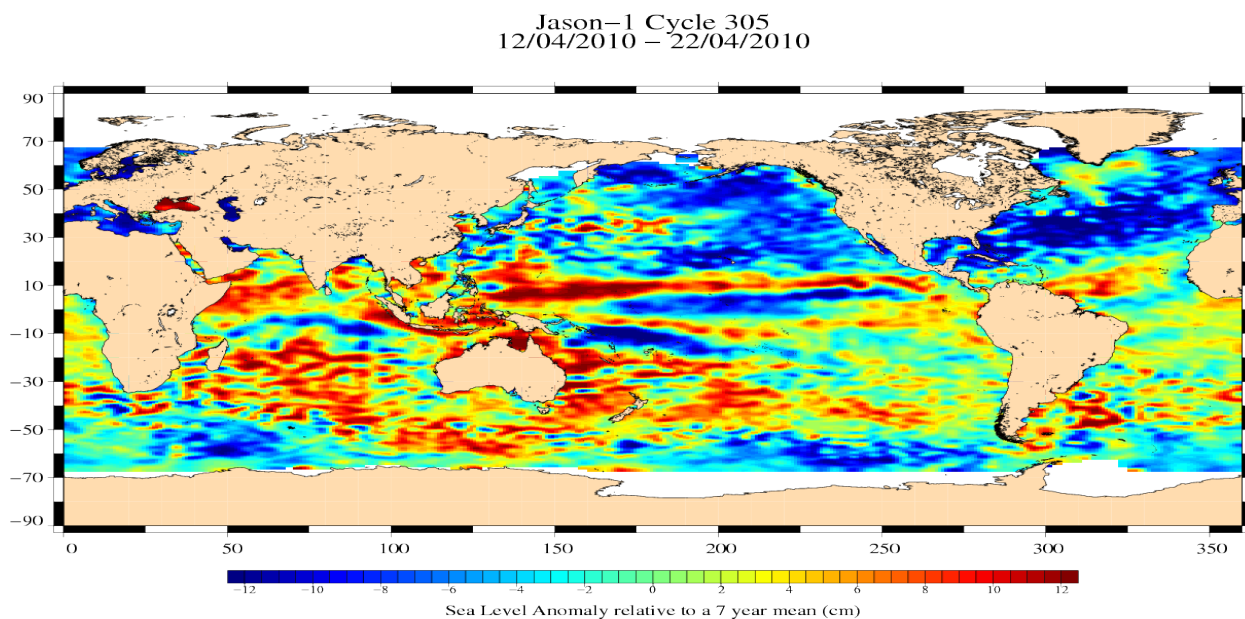 Jason−1 Cycle 305
12/04/2010 − 22/04/2010
90
70
50
30
10
−10
−30
−50
−70
−90
0 50 100 150 200 250 300 350
−12 −10 −8 −6 −4 −2 0 2 4 6 8 10 12
Sea Level Anomaly relative to a 7 year mean (cm)